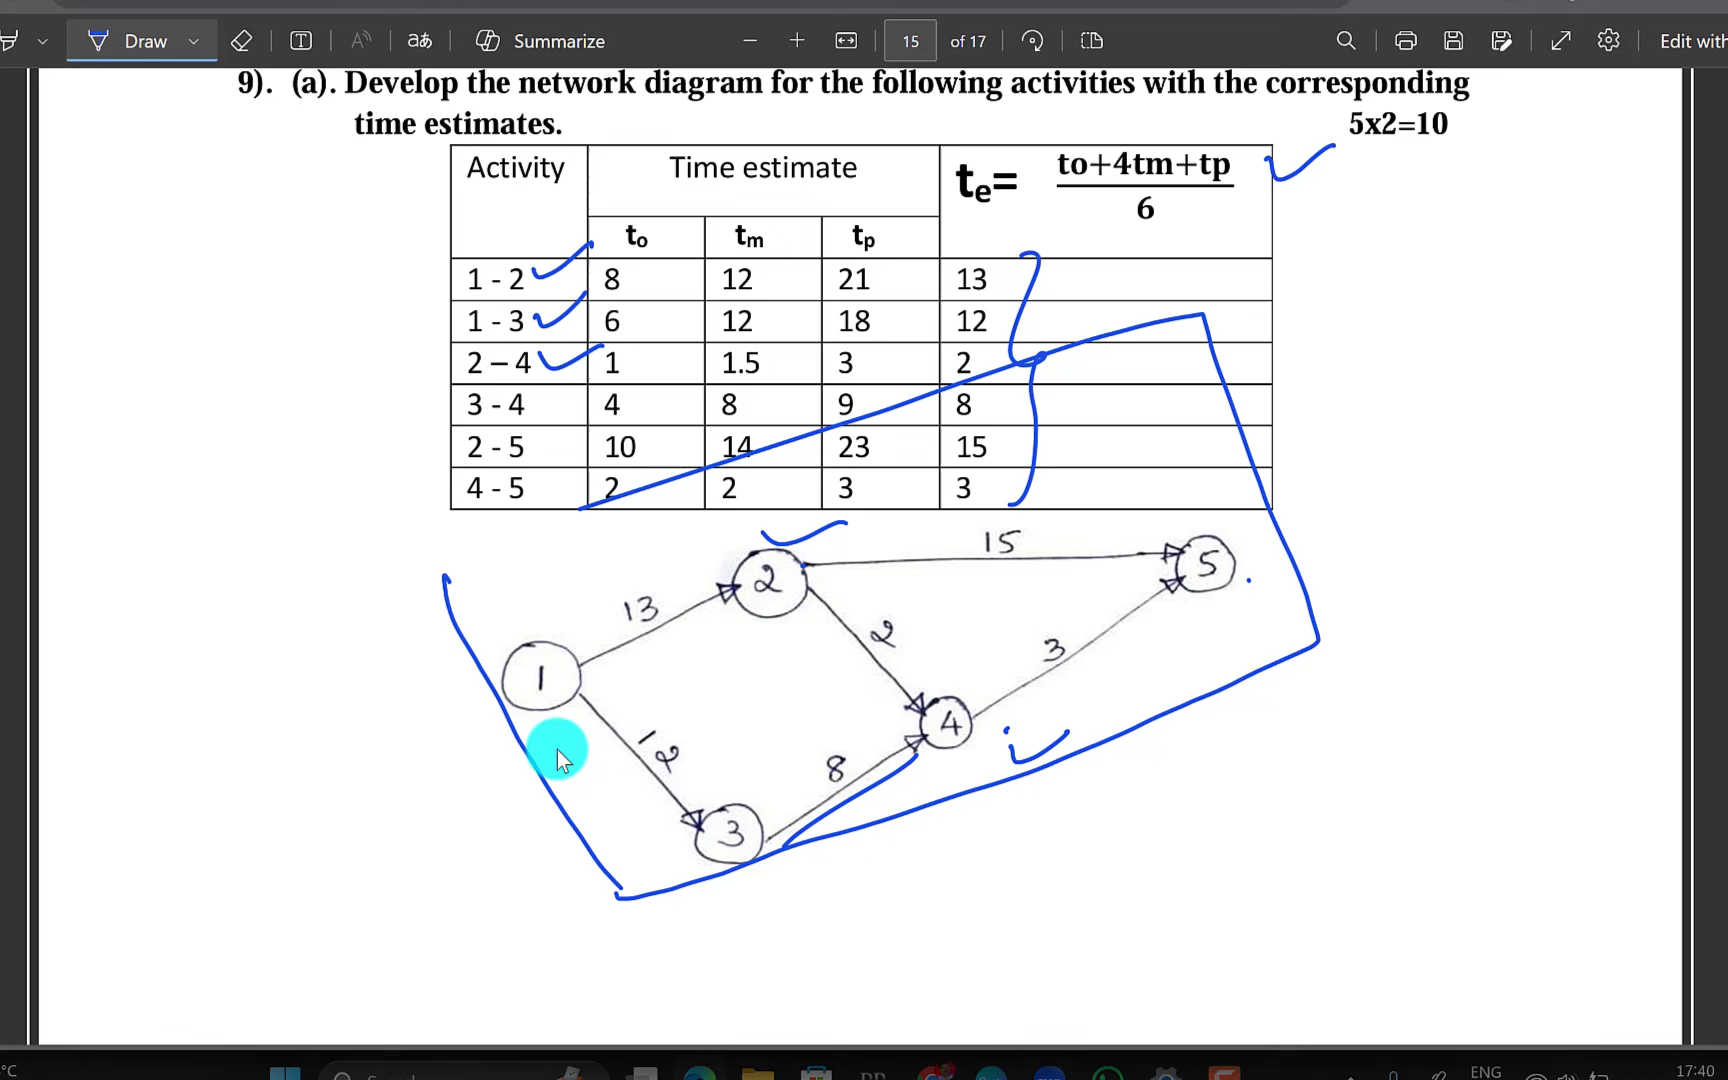 Draw
aあ
Summarize
15 of 17
Edit with
9). (a). Develop the network diagram for the following activities with the corresponding
time estimates. 5x2=10
Activity Time estimate te= to+4tm+tp
6
to tm tp
1 - 2 8 12 21 13
1 - 3 6 12 18 12
2 – 4 1 1.5 3 2
3 - 4 4 8 9 8
2 - 5 10 14 23 15
4 - 5 2 2 3 3
15
2 5
13
2
3
1
12
4
8
3
°C
ENG
17:40